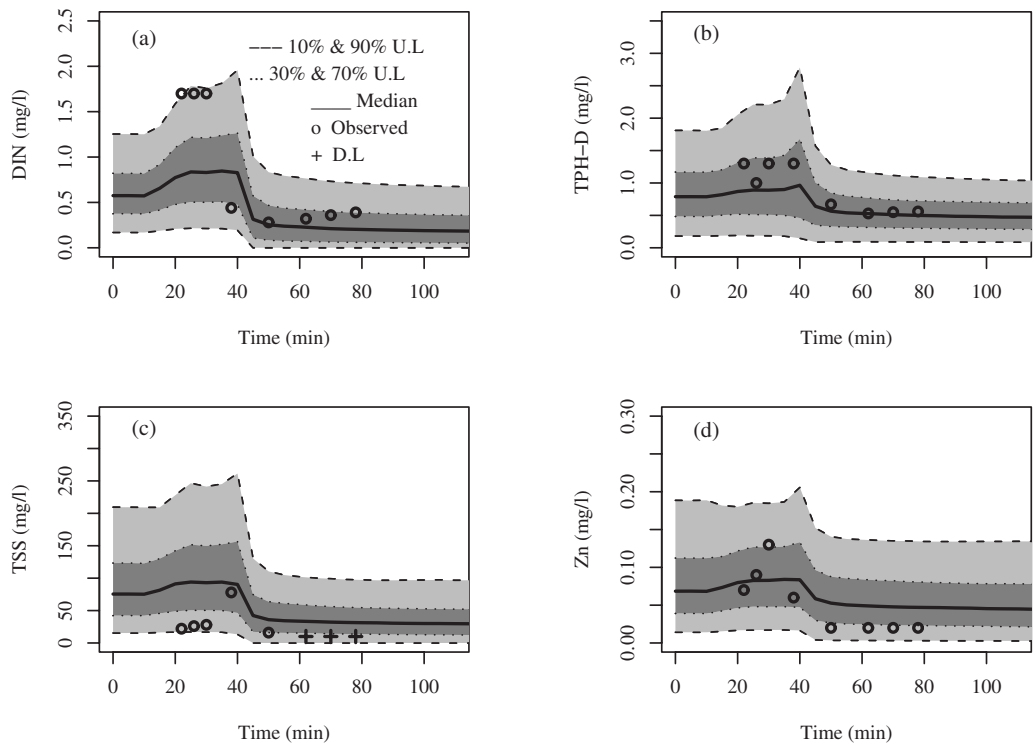 (a)
––– 10% & 90% U.L
... 30% & 70% U.L
____ Median
o Observed
+ D.L
DIN (mg/l)
0.0 0.5 1.0 1.5 2.0 2.5
0 20 40 60 80 100
Time (min)
(b)
TPH–D (mg/l)
0.0 1.0 2.0 3.0
0 20 40 60 80 100
Time (min)
(c)
TSS (mg/l)
0 50 150 250 350
0 20 40 60 80 100
Time (min)
(d)
Zn (mg/l)
0.00 0.10 0.20 0.30
0 20 40 60 80 100
Time (min)